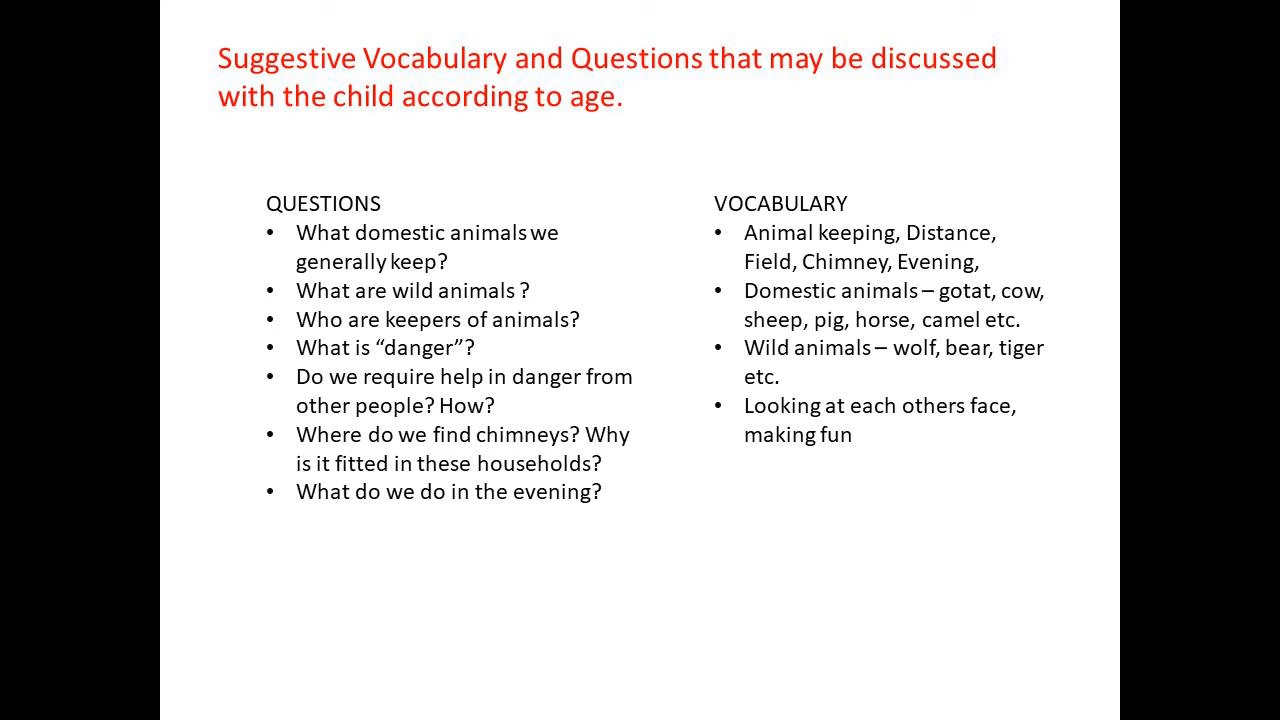 Suggestive Vocabulary and Questions that may be discussed
with the child according to age.
QUESTIONS
• What domestic animals we
generally keep?
• What are wild animals ?
• Who are keepers of animals?
• What is “danger”?
• Do we require help in danger from
other people? How?
• Where do we find chimneys? Why
is it fitted in these households?
• What do we do in the evening?
VOCABULARY
• Animal keeping, Distance,
Field, Chimney, Evening,
• Domestic animals – gotat, cow,
sheep, pig, horse, camel etc.
• Wild animals – wolf, bear, tiger
etc.
• Looking at each others face,
making fun